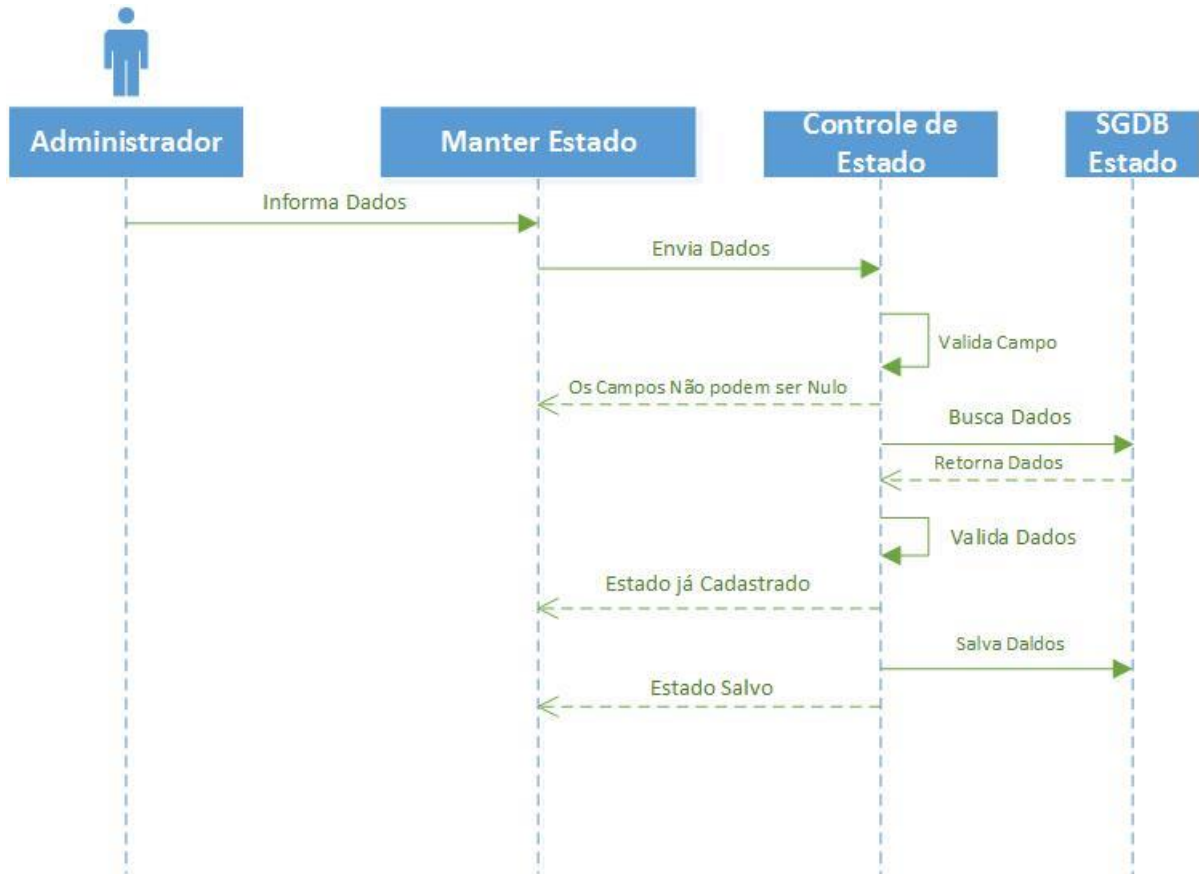 Administrador
Manter Estado
Controle de
Estado
SGDB
Estado
Informa Dados
Envia Dados
Valida Campo
Os Campos Não podem ser Nulo
Busca Dados
Retorna Dados
Valida Dados
Estado já Cadastrado
Salva Daldos
Estado Salvo